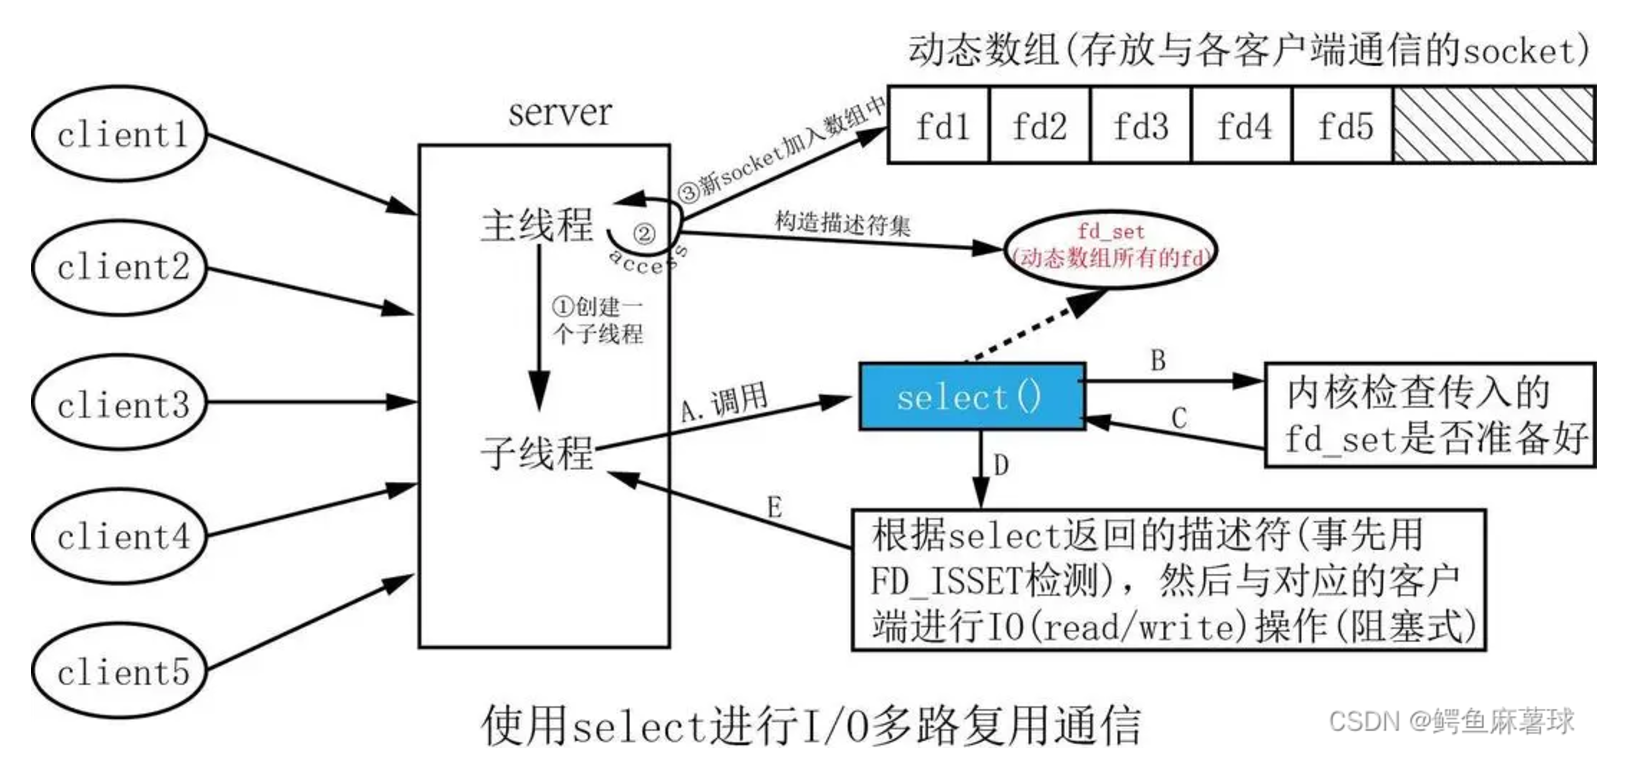 动态数组(存放与各客户端通信的socket)
server
client1
client2
client3
client4
client5
fd1
fd2
fd3
fd4
fd5
③新socket加入数组中
主线程
②
access
构造描述符集
fd_set
(动态数组所有的fd)
①创建一
个子线程
子线程
A.调用
select()
B
C
内核检查传入的
fd_set是否准备好
D
E
根据select返回的描述符(事先用
FD_ISSET检测)，然后与对应的客户
端进行IO(read/write)操作(阻塞式)
使用select进行I/O多路复用通信
CSDN @鳄鱼麻薯球